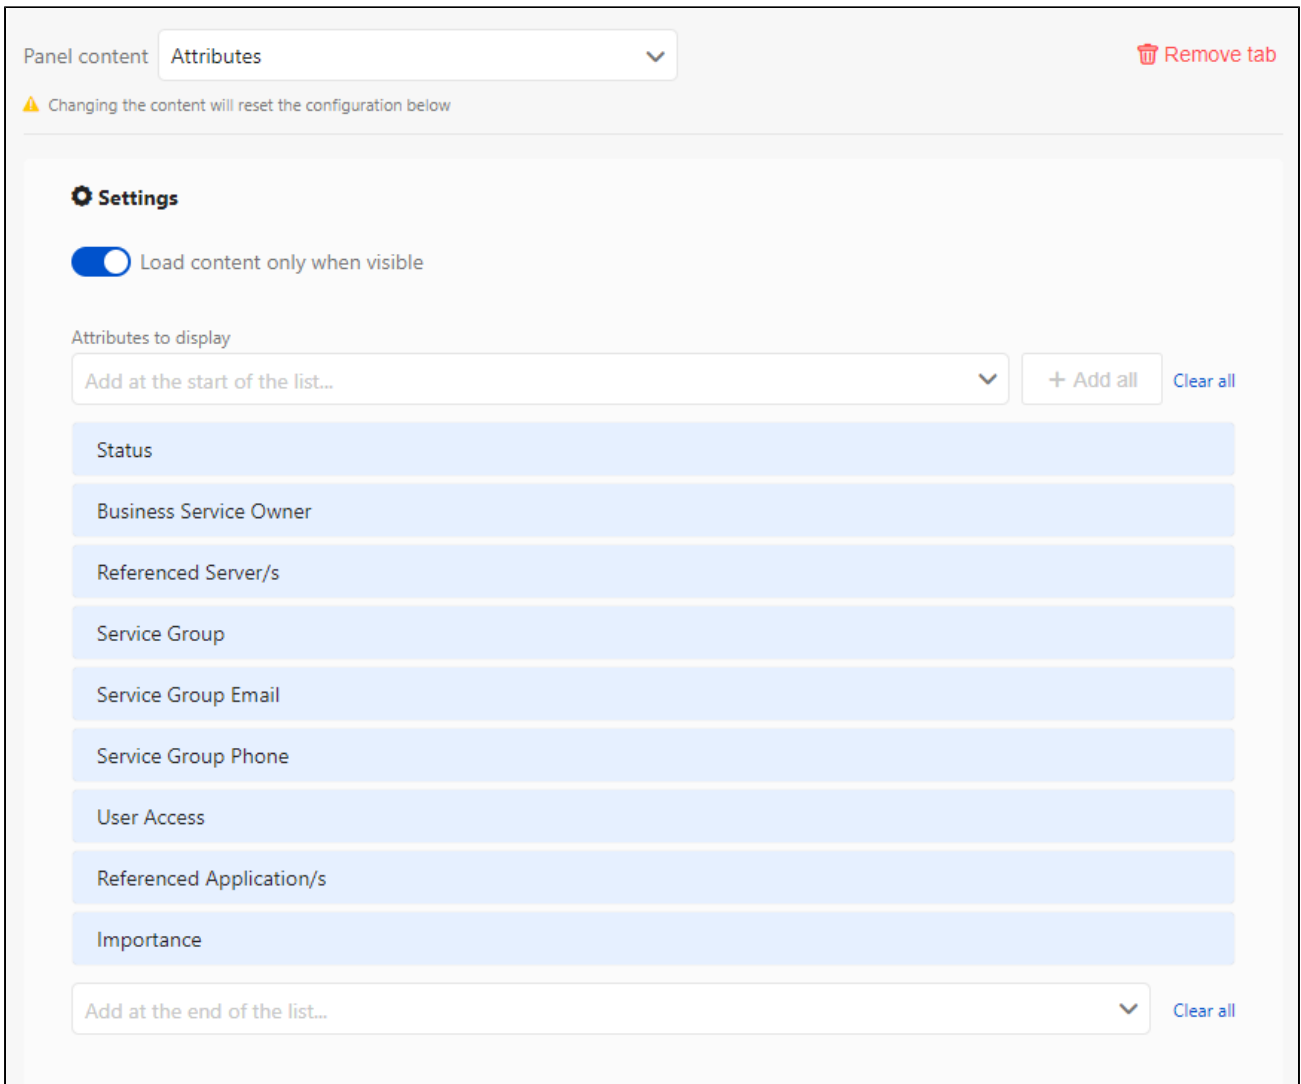 Panel content Attributes Remove tab
Changing the content will reset the configuration below
Settings
Load content only when visible
Attributes to display
Add at the start of the list... + Add all Clear all
Status
Business Service Owner
Referenced Server/s
Service Group
Service Group Email
Service Group Phone
User Access
Referenced Application/s
Importance
Add at the end of the list... Clear all